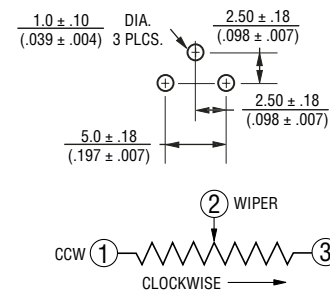 1.0 ± .10
(.039 ± .004)
DIA.
3 PLCS.
2.50 ± .18
(.098 ± .007)
2.50 ± .18
(.098 ± .007)
5.0 ± .18
(.197 ± .007)
2 WIPER
CCW 1
3
CLOCKWISE